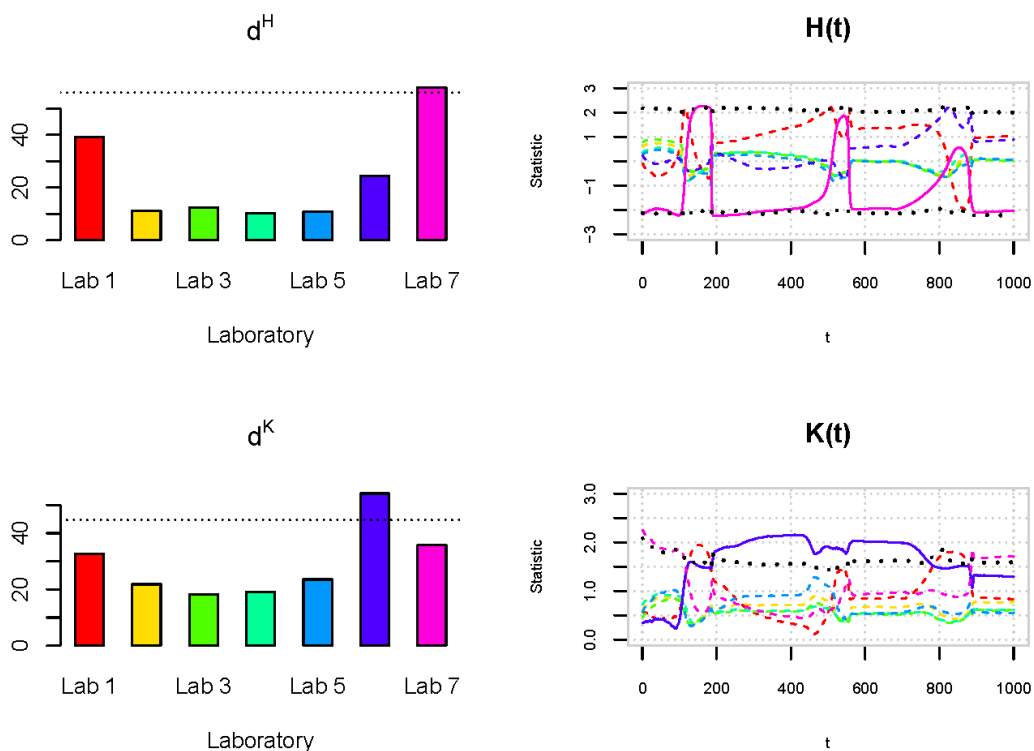 d^H
0 20 40
Lab 1 Lab 3 Lab 5 Lab 7
Laboratory
H(t)
Statistic
−3 −1 1 2 3
0 200 400 600 800 1000
t
d^K
0 20 40
Lab 1 Lab 3 Lab 5 Lab 7
Laboratory
K(t)
Statistic
0.0 1.0 2.0 3.0
0 200 400 600 800 1000
t